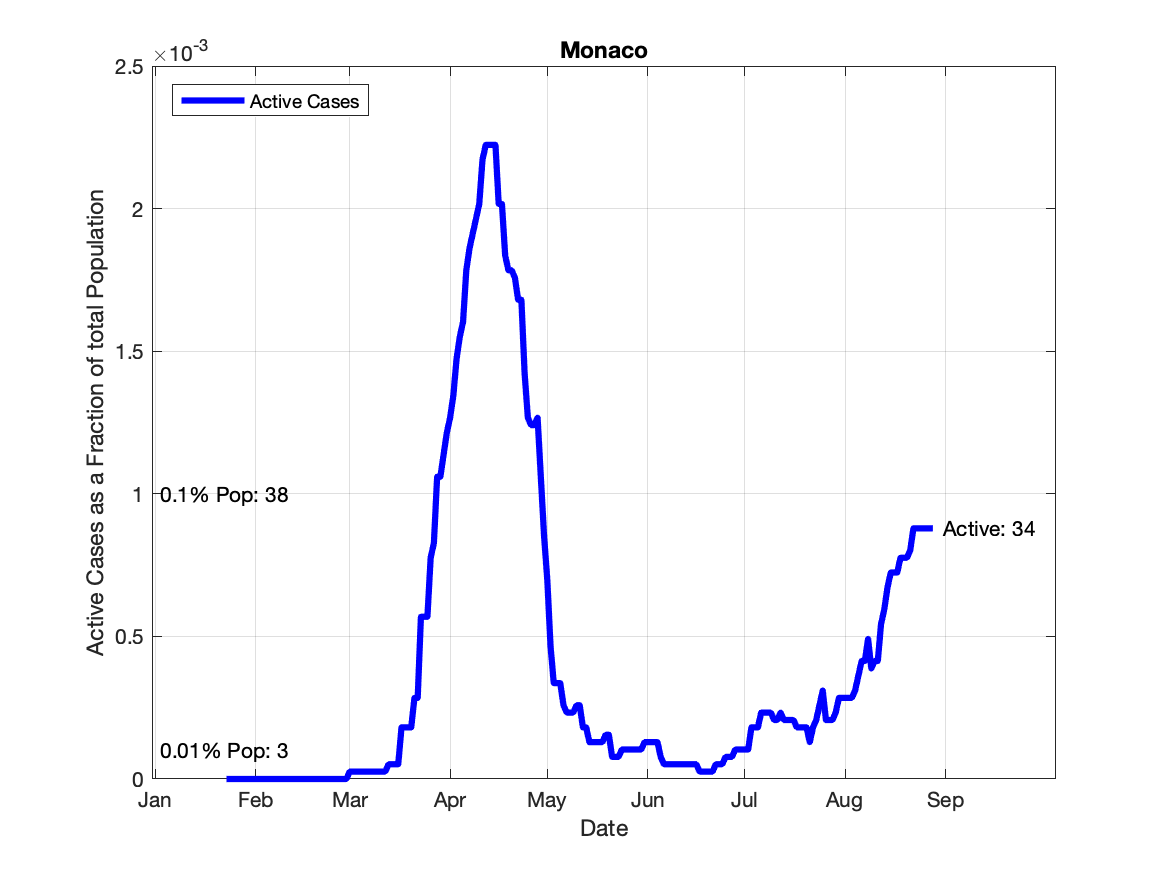 Monaco
×10-3
2.5
2
1.5
1
0.5
0
Active Cases
0.1% Pop: 38
0.01% Pop: 3
Active: 34
Active Cases as a Fraction of total Population
Jan Feb Mar Apr May Jun Jul Aug Sep
Date